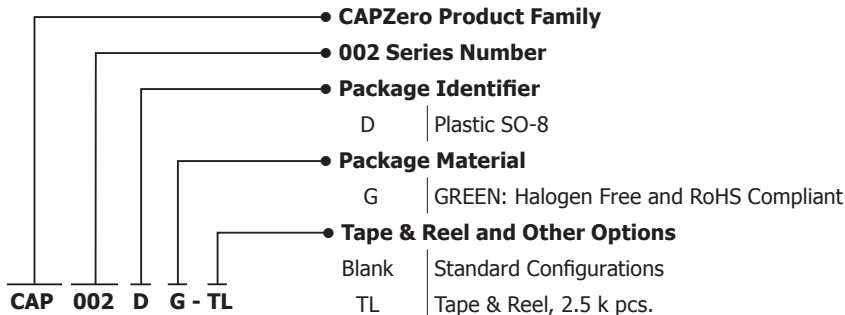 CAPZero Product Family
002 Series Number
Package Identifier
D Plastic SO-8
Package Material
G GREEN: Halogen Free and RoHS Compliant
Tape & Reel and Other Options
Blank Standard Configurations
TL Tape & Reel, 2.5 k pcs.
CAP 002 D G - TL